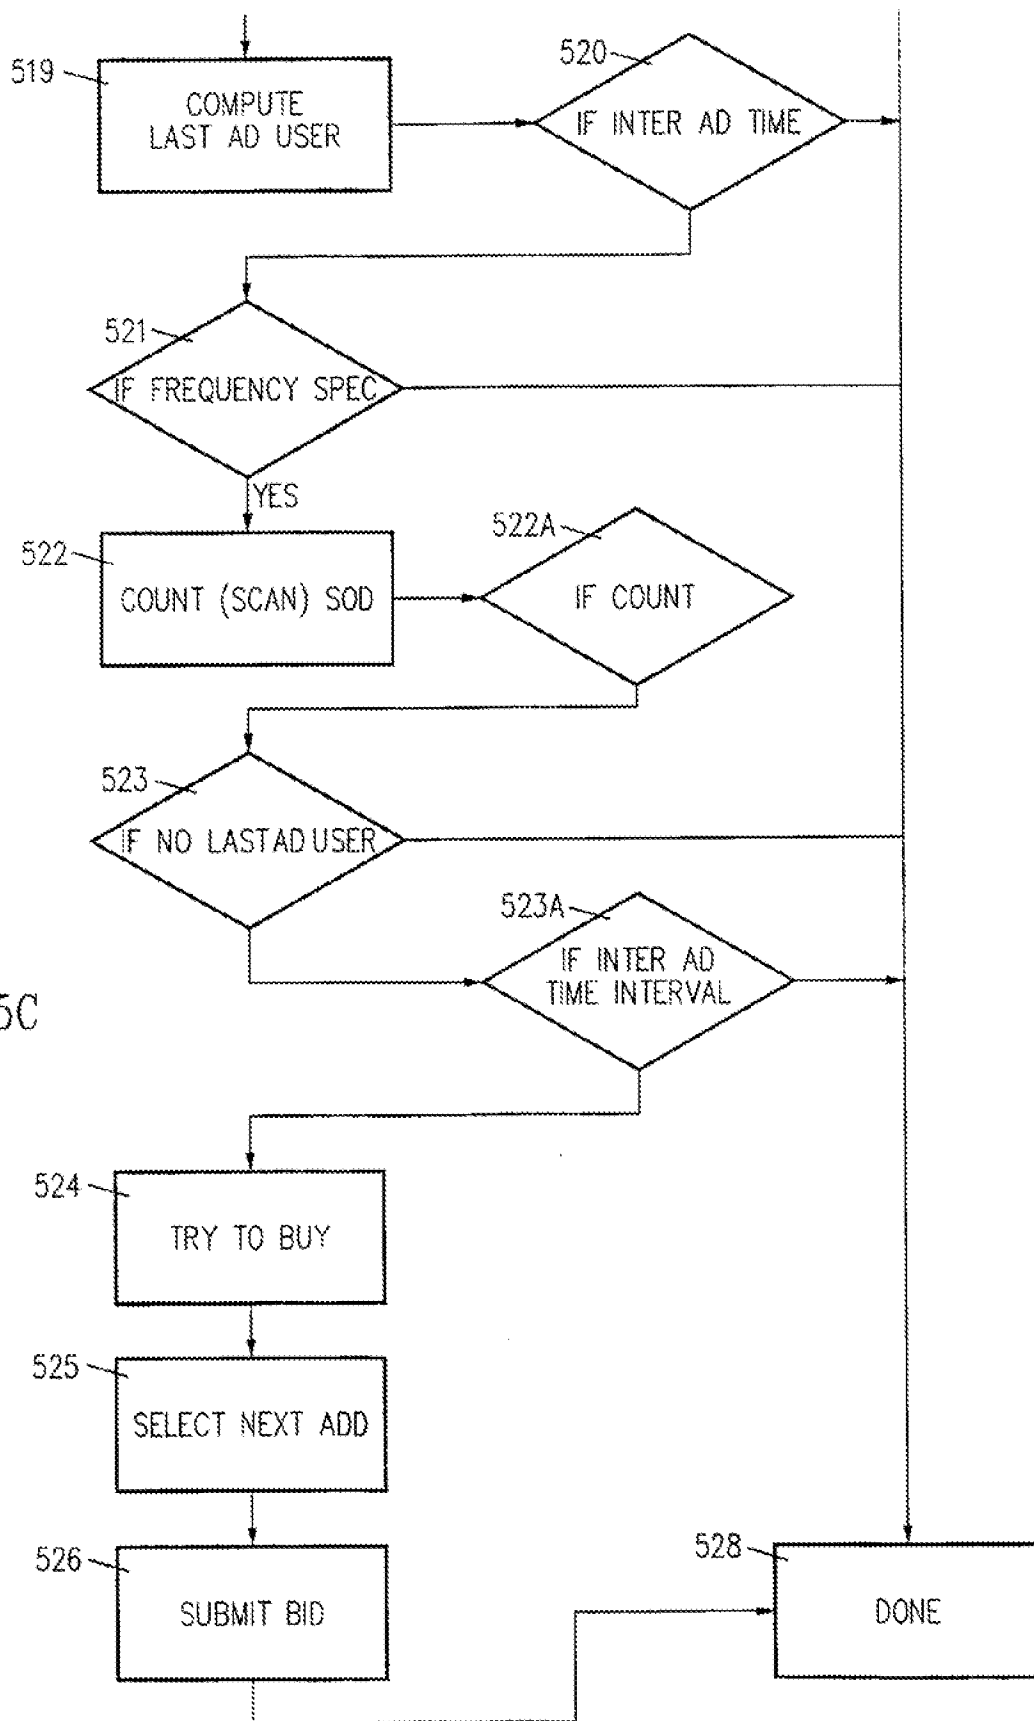 519
COMPUTE
LAST AD USER
520
IF INTER AD TIME
521
IF FREQUENCY SPEC
YES
522
COUNT (SCAN) SOD
522A
IF COUNT
523
IF NO LAST AD USER
523A
IF INTER AD
TIME INTERVAL
5C
524
TRY TO BUY
525
SELECT NEXT ADD
526
SUBMIT BID
528
DONE